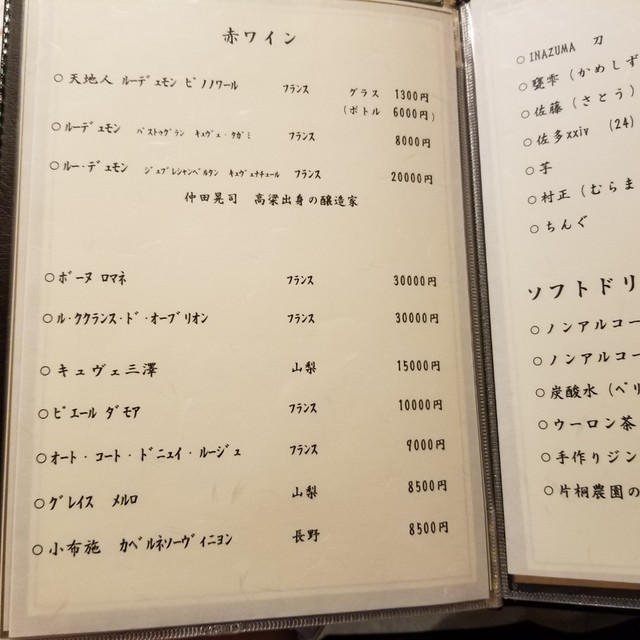 赤ワイン
○天地人 ルーデュモン ピノノワール フランス グラス 1300円
(ボトル 6000円)
○ルーデュモン パストゥグラン キュヴェ・タガミ フランス 8000円
○ルー・デュモン ジュブレシャンベルタン キュヴェナチュール フランス 20000円
仲田晃司 高梁出身の醸造家
○ボーヌ ロマネ フランス 30000円
○ル・ククランス・ド・オーブリオン フランス 30000円
○キュヴェ三澤 山梨 15000円
○ピエール ダモア フランス 10000円
○オート・コート・ドニュイ・ルージュ フランス 9000円
○グレイス メルロ 山梨 8500円
○小布施 カベルネソーヴィニヨン 長野 8500円
○INAZUMA 刀
○甕雫(かめしず
○佐藤(さとう)
○佐多xxiv (24)
○芋
○村正(むらま
○ちんぐ
ソフトドリ
○ノンアルコー
○ノンアルコー
○炭酸水(ペリ
○ウーロン茶
○手作りジン
○片桐農園の